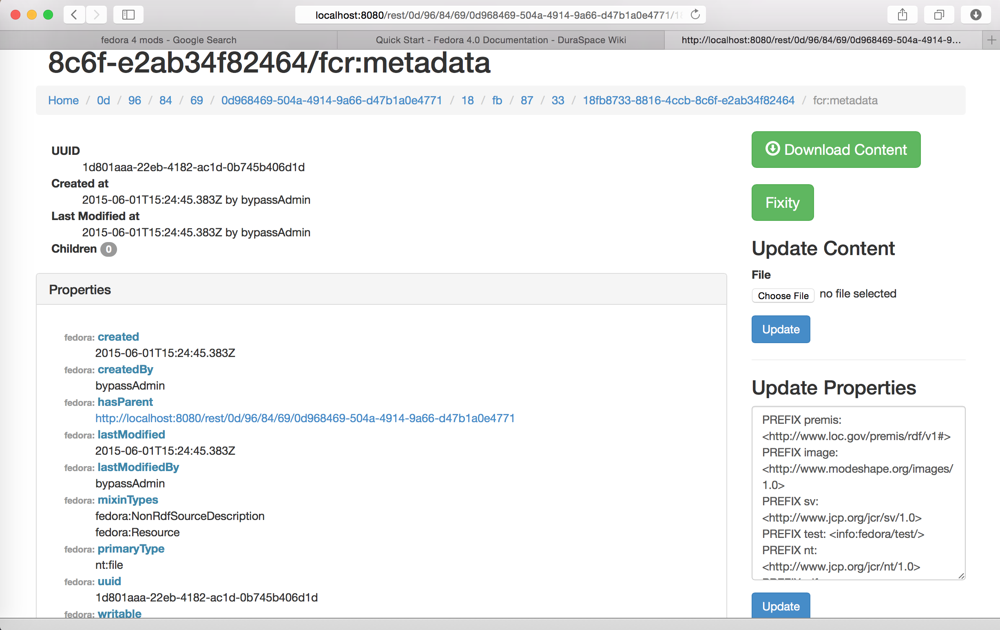 localhost:8080/rest/0d/96/84/69/0d968469-504a-4914-9a66-d47b1a0e4771/18
fedora 4 mods - Google Search
Quick Start - Fedora 4.0 Documentation - DuraSpace Wiki
http://localhost:8080/rest/0d/96/84/69/0d968469-504a-4914-9...
8c6f-e2ab34f82464/fcr:metadata
Home / 0d / 96 / 84 / 69 / 0d968469-504a-4914-9a66-d47b1a0e4771 / 18 / fb / 87 / 33 / 18fb8733-8816-4ccb-8c6f-e2ab34f82464 / fcr:metadata
UUID
1d801aaa-22eb-4182-ac1d-0b745b406d1d
Created at
2015-06-01T15:24:45.383Z by bypassAdmin
Last Modified at
2015-06-01T15:24:45.383Z by bypassAdmin
Children 0
Properties
fedora: created
2015-06-01T15:24:45.383Z
fedora: createdBy
bypassAdmin
fedora: hasParent
http://localhost:8080/rest/0d/96/84/69/0d968469-504a-4914-9a66-d47b1a0e4771
fedora: lastModified
2015-06-01T15:24:45.383Z
fedora: lastModifiedBy
bypassAdmin
fedora: mixinTypes
fedora:NonRdfSourceDescription
fedora:Resource
fedora: primaryType
nt:file
fedora: uuid
1d801aaa-22eb-4182-ac1d-0b745b406d1d
fedora: writable
Download Content
Fixity
Update Content
File
Choose File no file selected
Update
Update Properties
PREFIX premis:
<http://www.loc.gov/premis/rdf/v1#>
PREFIX image:
<http://www.modeshape.org/images/
1.0>
PREFIX sv:
<http://www.jcp.org/jcr/sv/1.0>
PREFIX test: <info:fedora/test/>
PREFIX nt:
<http://www.jcp.org/jcr/nt/1.0>
Update